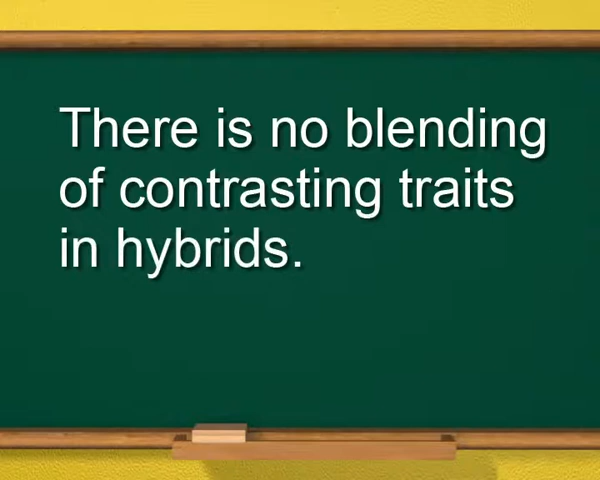 There is no blending
of contrasting traits
in hybrids.